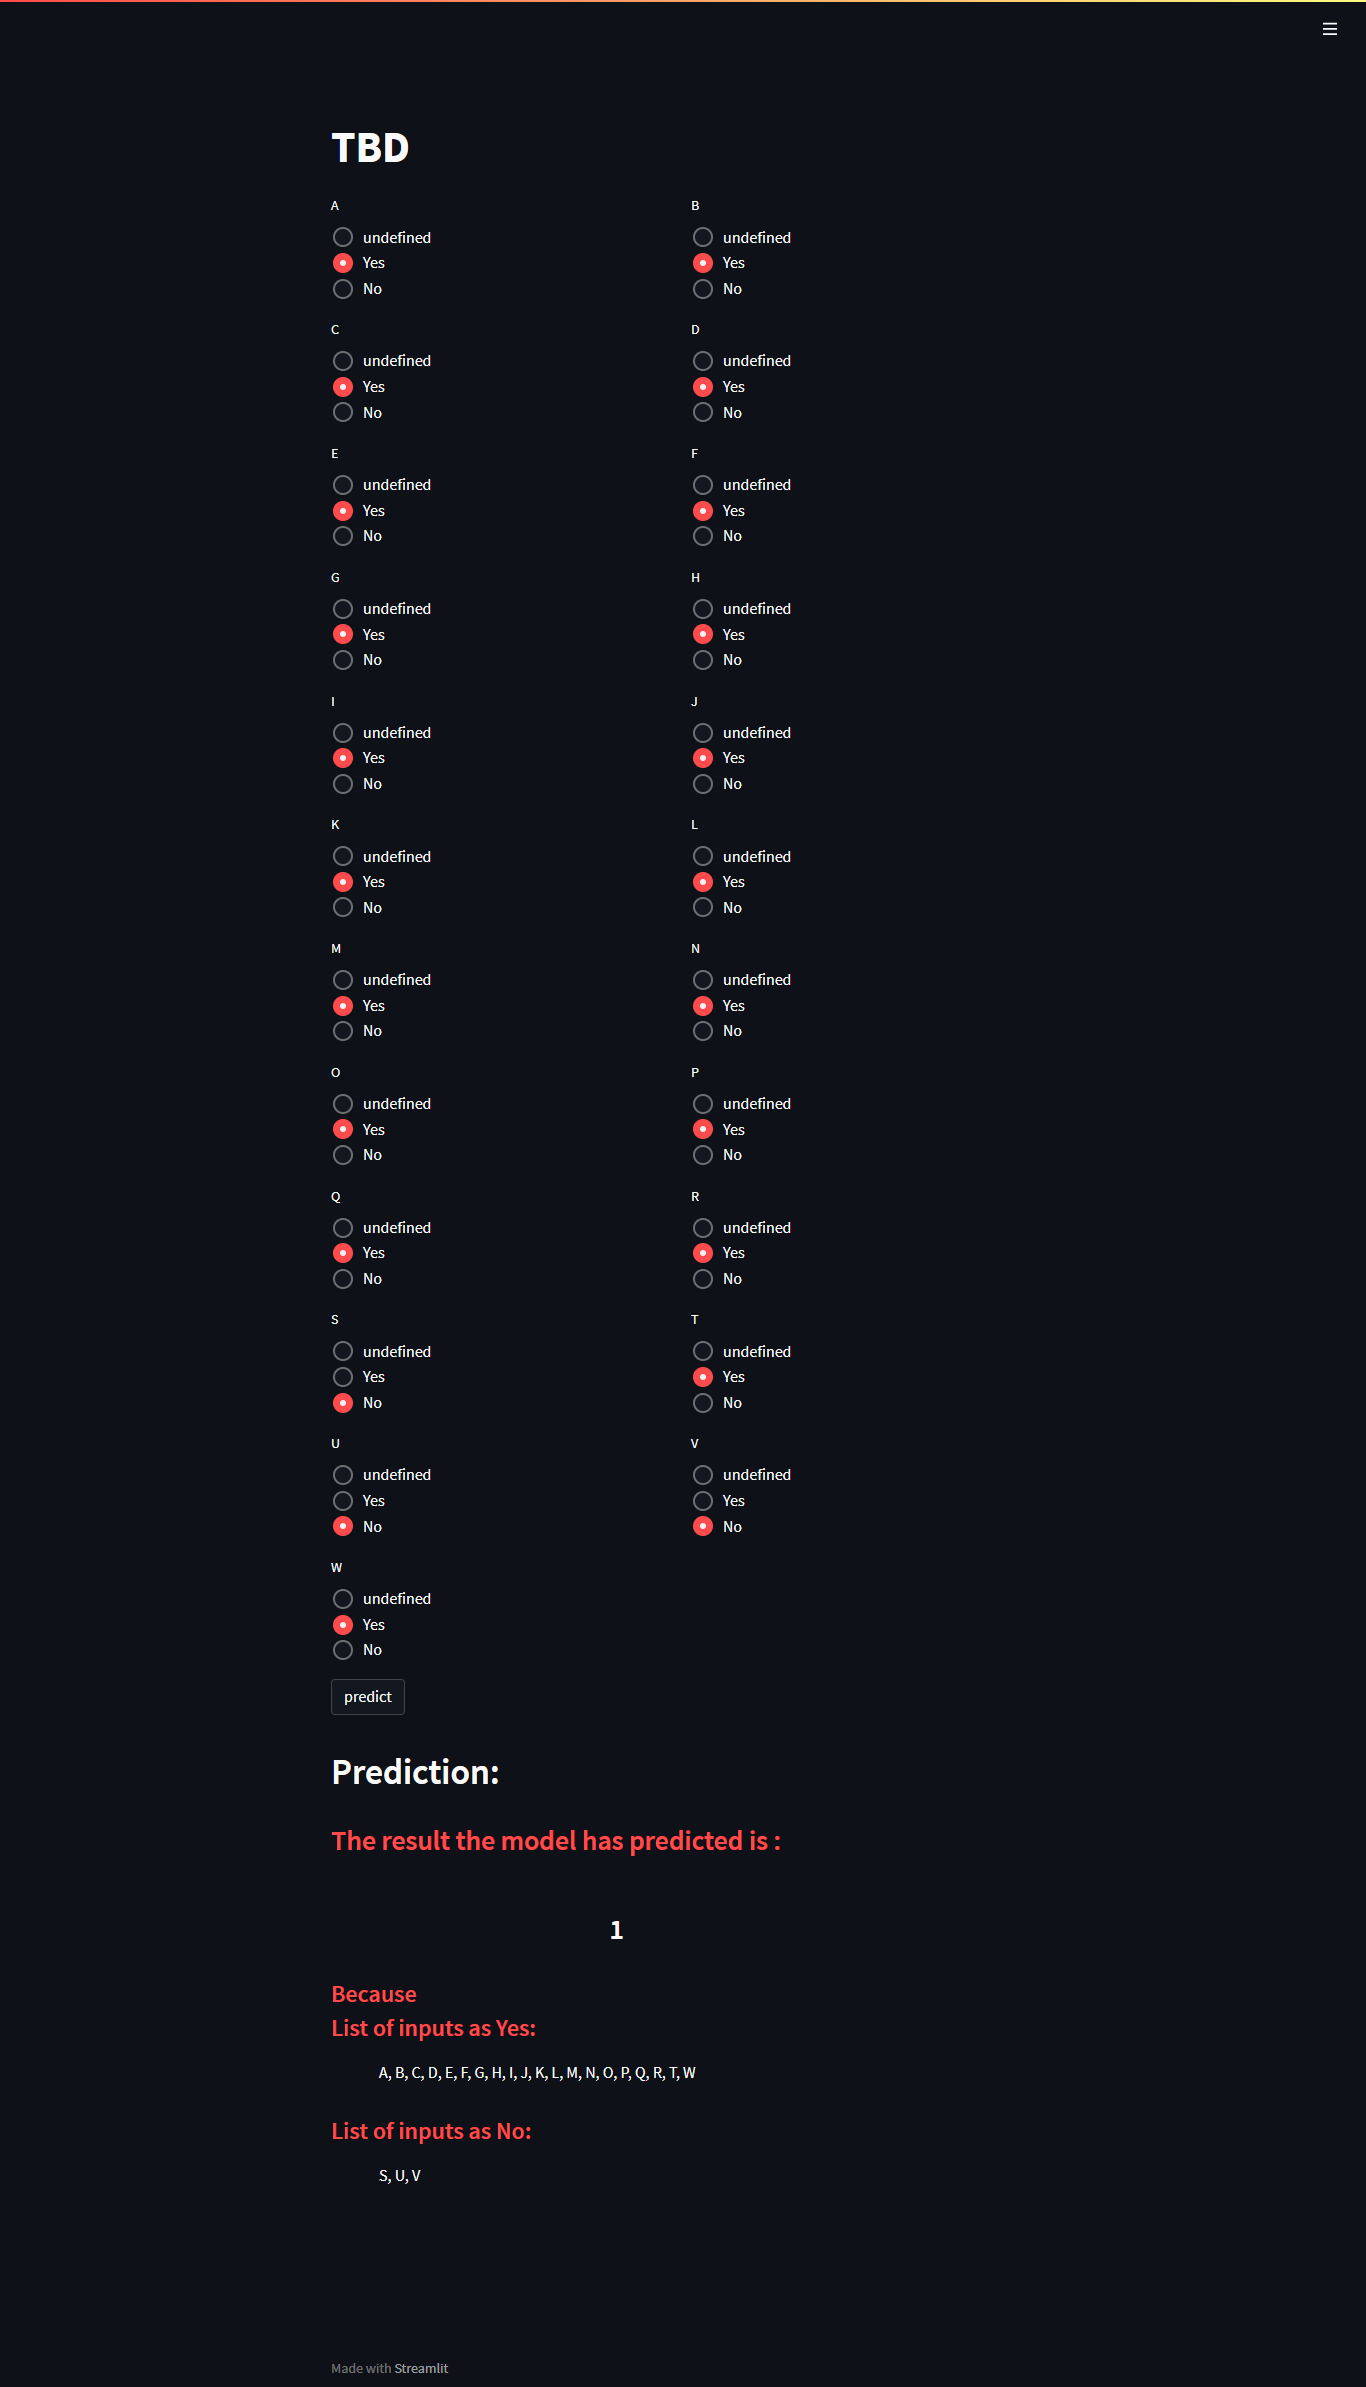 TBD
A B
undefined undefined
Yes Yes
No No
C D
undefined undefined
Yes Yes
No No
E F
undefined undefined
Yes Yes
No No
G H
undefined undefined
Yes Yes
No No
I J
undefined undefined
Yes Yes
No No
K L
undefined undefined
Yes Yes
No No
M N
undefined undefined
Yes Yes
No No
O P
undefined undefined
Yes Yes
No No
Q R
undefined undefined
Yes Yes
No No
S T
undefined undefined
Yes Yes
No No
U V
undefined undefined
Yes Yes
No No
W
undefined
Yes
No
predict
Prediction:
The result the model has predicted is :
1
Because
List of inputs as Yes:
A, B, C, D, E, F, G, H, I, J, K, L, M, N, O, P, Q, R, T, W
List of inputs as No:
S, U, V
Made with Streamlit